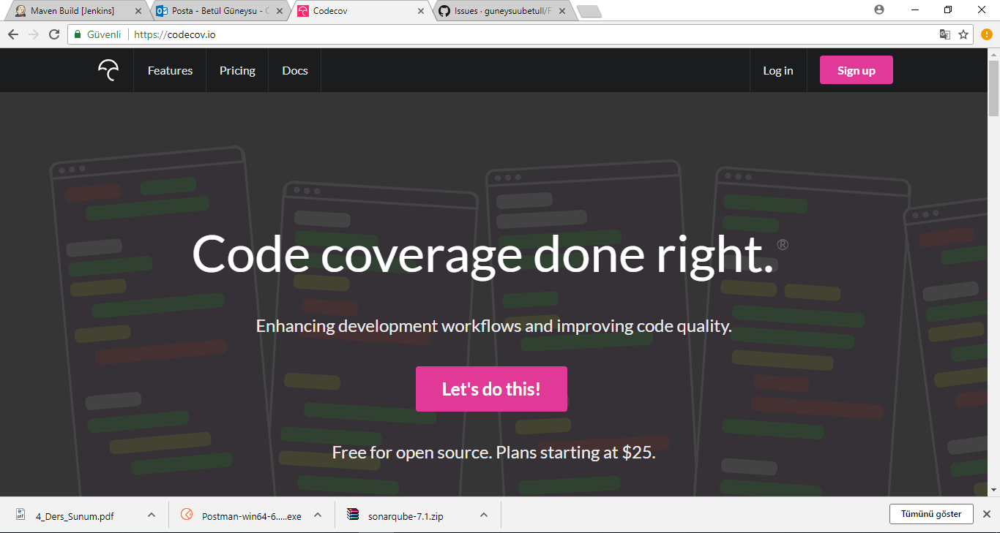 Maven Build [Jenkins]
Posta - Betül Güneysu -
Codecov
Issues · guneysuubetull/F
Güvenli
https://codecov.io
Features
Pricing
Docs
Log in
Sign up
Code coverage done right.®
Enhancing development workflows and improving code quality.
Let's do this!
Free for open source. Plans starting at $25.
4_Ders_Sunum.pdf
Postman-win64-6.....exe
sonarqube-7.1.zip
Tümünü göster